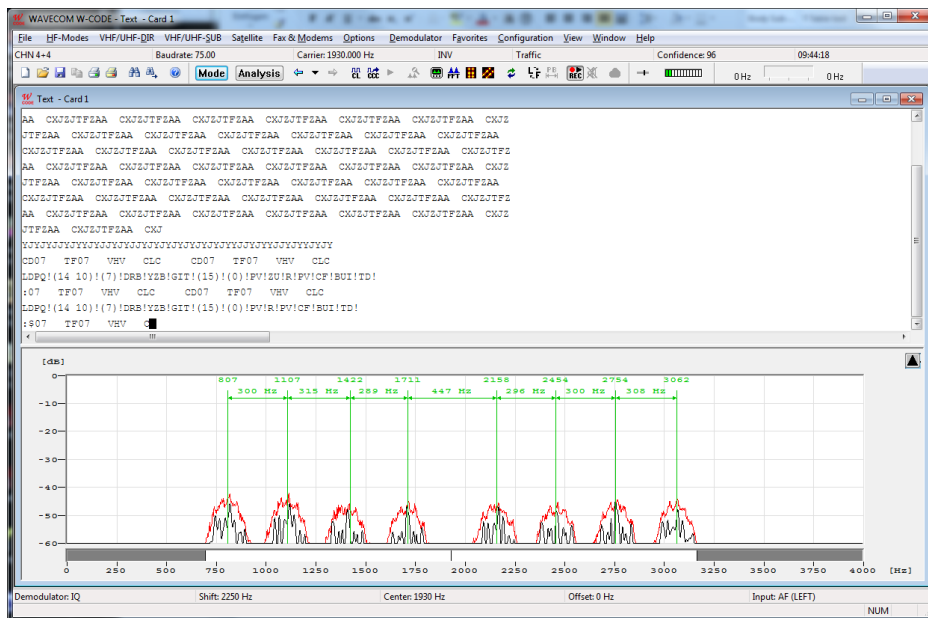 WAVECOM W-CODE - Text - Card 1
File HF-Modes VHF/UHF-DIR VHF/UHF-SUB Satellite Fax & Modems Options Demodulator Favorites Configuration View Window Help
CHN 4+4 Baudrate: 75.00 Carrier: 1930.000 Hz INV Traffic Confidence: 96 09:44:18
Mode Analysis CL REC 0 Hz 0 Hz
Text - Card 1
AA CXJZJTFZAA CXJZJTFZAA CXJZJTFZAA CXJZJTFZAA CXJZJTFZAA CXJZJTFZAA CXJZ
JTFZAA CXJZJTFZAA CXJZJTFZAA CXJZJTFZAA CXJZJTFZAA CXJZJTFZAA
CXJZJTFZAA CXJZJTFZAA CXJZJTFZAA CXJZJTFZAA CXJZJTFZAA CXJZJTFZ
AA CXJZJTFZAA CXJZJTFZAA CXJZJTFZAA CXJZJTFZAA CXJZJTFZAA CXJZJTFZAA CXJZ
JTFZAA CXJZJTFZAA CXJZJTFZAA CXJZJTFZAA CXJZJTFZAA CXJZJTFZAA
CXJZJTFZAA CXJZJTFZAA CXJZJTFZAA CXJZJTFZAA CXJZJTFZAA CXJZJTFZ
AA CXJZJTFZAA CXJZJTFZAA CXJZJTFZAA CXJZJTFZAA CXJZJTFZAA CXJZJTFZAA CXJZ
JTFZAA CXJZJTFZAA CXJ
CD07 TF07 VHV CLC CD07 TF07 VHV CLC
LDPQ!(14 10)!(7)!DRB!YZB!GIT!(15)!(0)!PV!ZU!R!PV!CF!BUI!TD!
:07 TF07 VHV CLC CD07 TF07 VHV CLC
LDPQ!(14 10)!(7)!DRB!YZB!GIT!(15)!(0)!PV!R!PV!CF!BUI!TD!
:$07 TF07 VHV C
[dB]
807 1107 1422 1711 2158 2454 2754 3062
0
300 Hz 315 Hz 289 Hz 447 Hz 296 Hz 300 Hz 308 Hz
-10
-20
-30
-40
-50
-60
0 250 500 750 1000 1250 1500 1750 2000 2250 2500 2750 3000 3250 3500 3750 4000 [Hz]
Demodulator: IQ Shift: 2250 Hz Center: 1930 Hz Offset: 0 Hz Input: AF (LEFT)
NUM